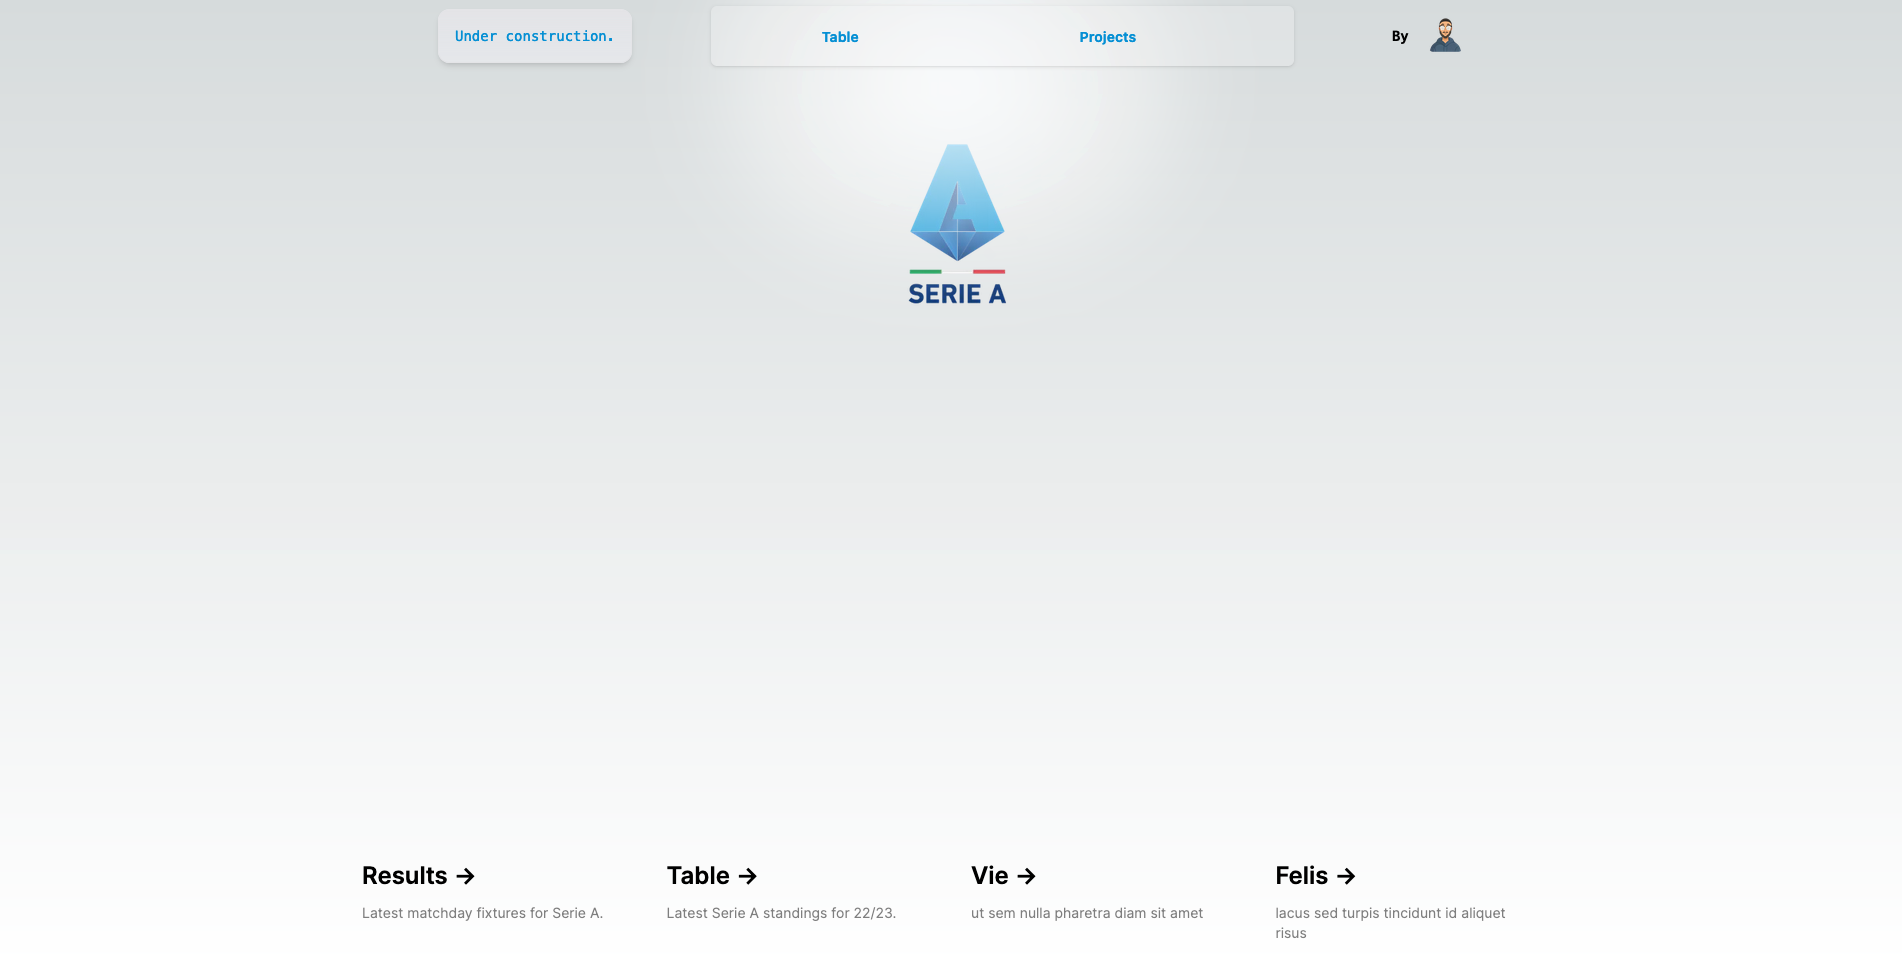 Under construction.
Table
Projects
By
SERIE A
Results →
Latest matchday fixtures for Serie A.
Table →
Latest Serie A standings for 22/23.
Vie →
ut sem nulla pharetra diam sit amet
Felis →
lacus sed turpis tincidunt id aliquet
risus